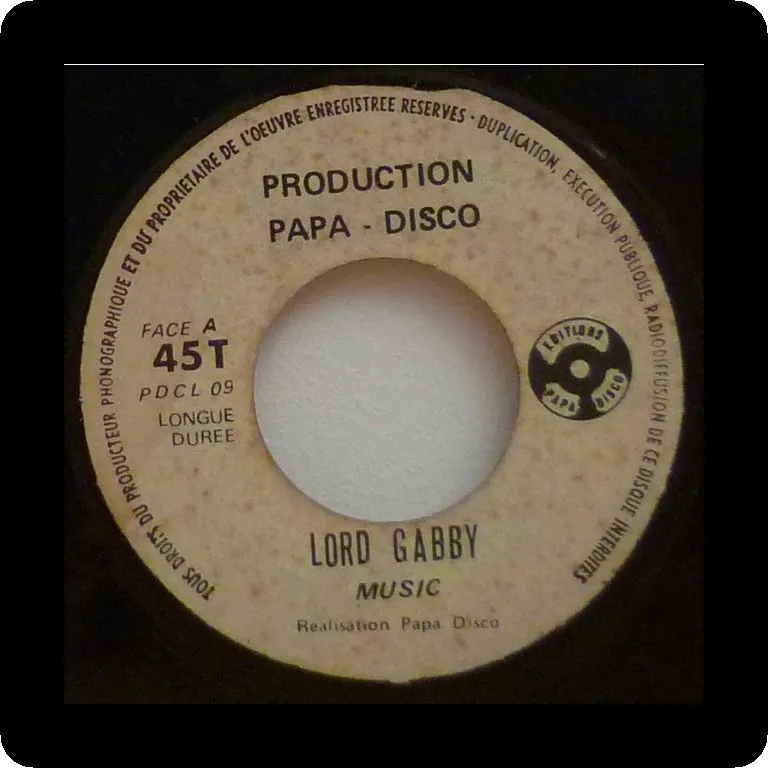 TOUS DROITS DU PRODUCTEUR PHONOGRAPHIQUE ET DU PROPRIETAIRE DE L'OEUVRE ENREGISTREE RESERVES - DUPLICATION, EXECUTION PUBLIQUE, RADIODIFFUSION DE CE DISQUE INTERDITES
PRODUCTION
PAPA - DISCO
FACE A
45T
PDCL 09
LONGUE
DUREE
EDITIONS
PAPA DISCO
LORD GABBY
MUSIC
Realisation Papa Disco